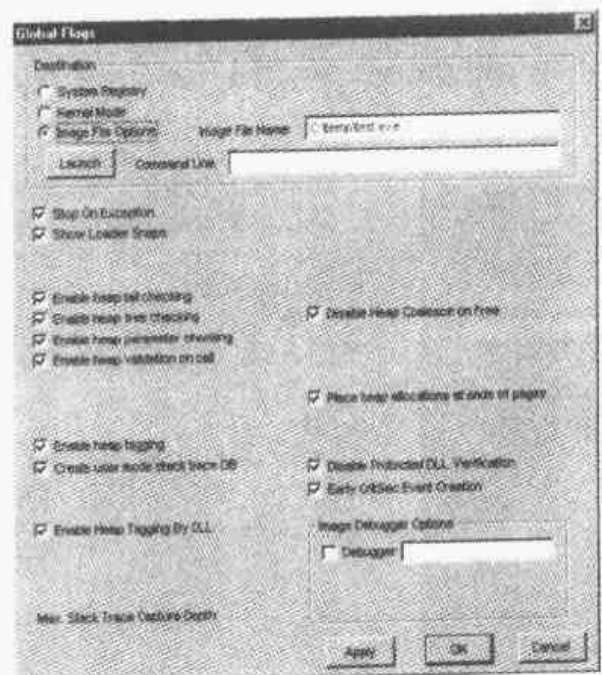 Global Flags
Destination
System Registry
Kernel Mode
Image File Options
Image File Name:
C:\temp\test.exe
Launch
Command Line:
Stop On Exception
Show Loader Snaps
Enable heap tail checking
Enable heap free checking
Disable Heap Coalesce on Free
Enable heap parameter checking
Enable heap validation on call
Place heap allocations at ends of pages
Enable heap tagging
Create user mode stack trace DB
Disable Protected DLL Verification
Early CritSec Event Creation
Enable Heap Tagging By DLL
Image Debugger Options
Debugger:
Max. Stack Trace Capture Depth
Apply
OK
Cancel